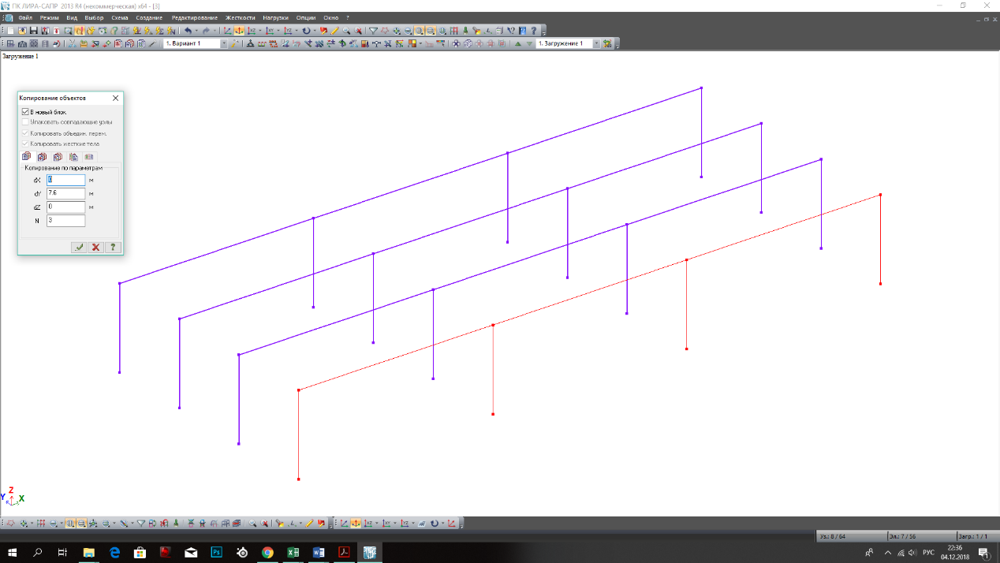 ПК ЛИРА-САПР 2013 R4 (некоммерческая) x64 - [3]
Файл Режимы Вид Выбор Схема Создание Редактирование Жесткости Нагрузки Опции Окно ?
1. Вариант 1
1. Загружение 1
Загружение 1
Копирование объектов
В новый блок
Упаковать совпадающие узлы
Копировать объедин. перем.
Копировать жесткие тела
Копирование по параметрам
dX 0 м
dY 7.6 м
dZ 0 м
N 3
?
Z
Y X
Уз.: 8 / 64 Эл.: 7 / 56 Загр.: 1 / 1
РУС
22:36
04.12.2018